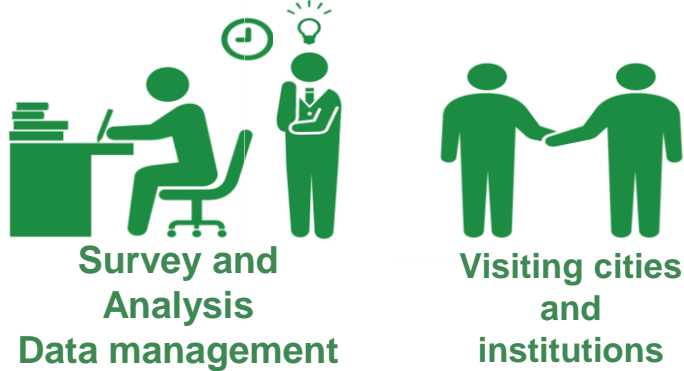 Survey and
Analysis
Data management
Visiting cities
and
institutions